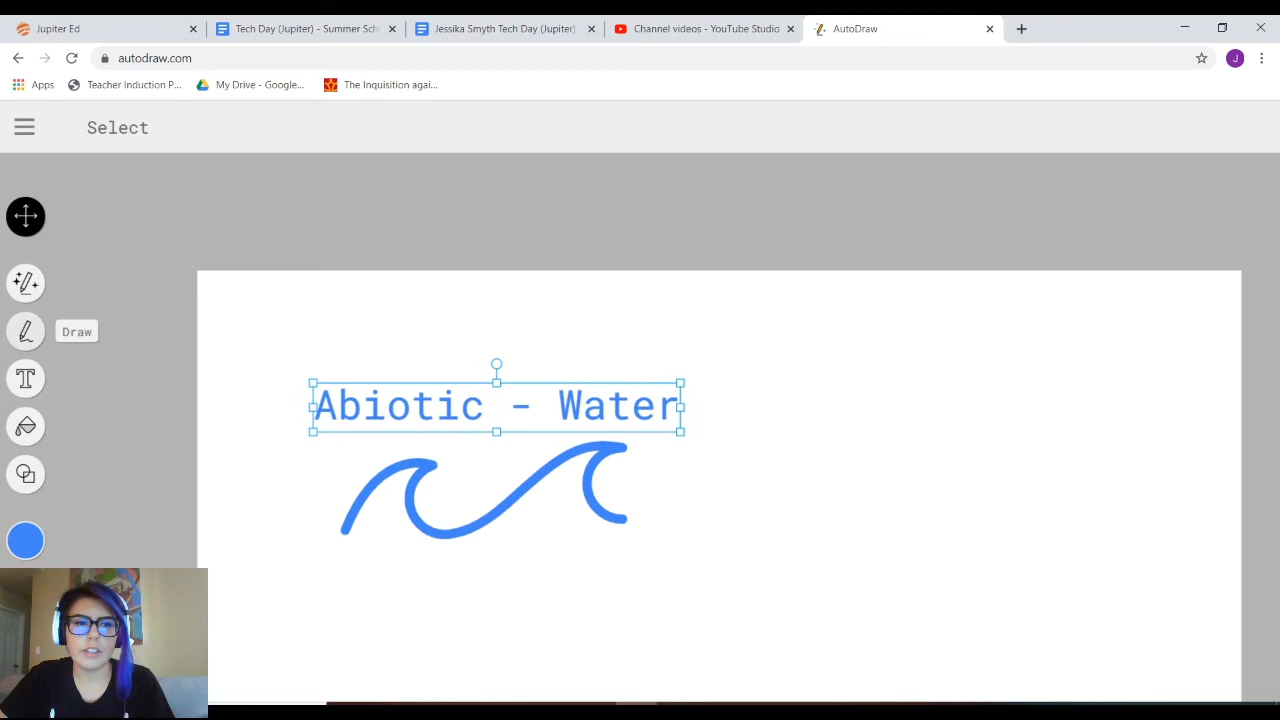 Jupiter Ed
Tech Day (Jupiter) - Summer Sch
Jessika Smyth Tech Day (Jupiter)
Channel videos - YouTube Studio
AutoDraw
autodraw.com
J
Apps
Teacher Induction P...
My Drive - Google...
The Inquisition agai...
Select
Draw
T
Abiotic - Water